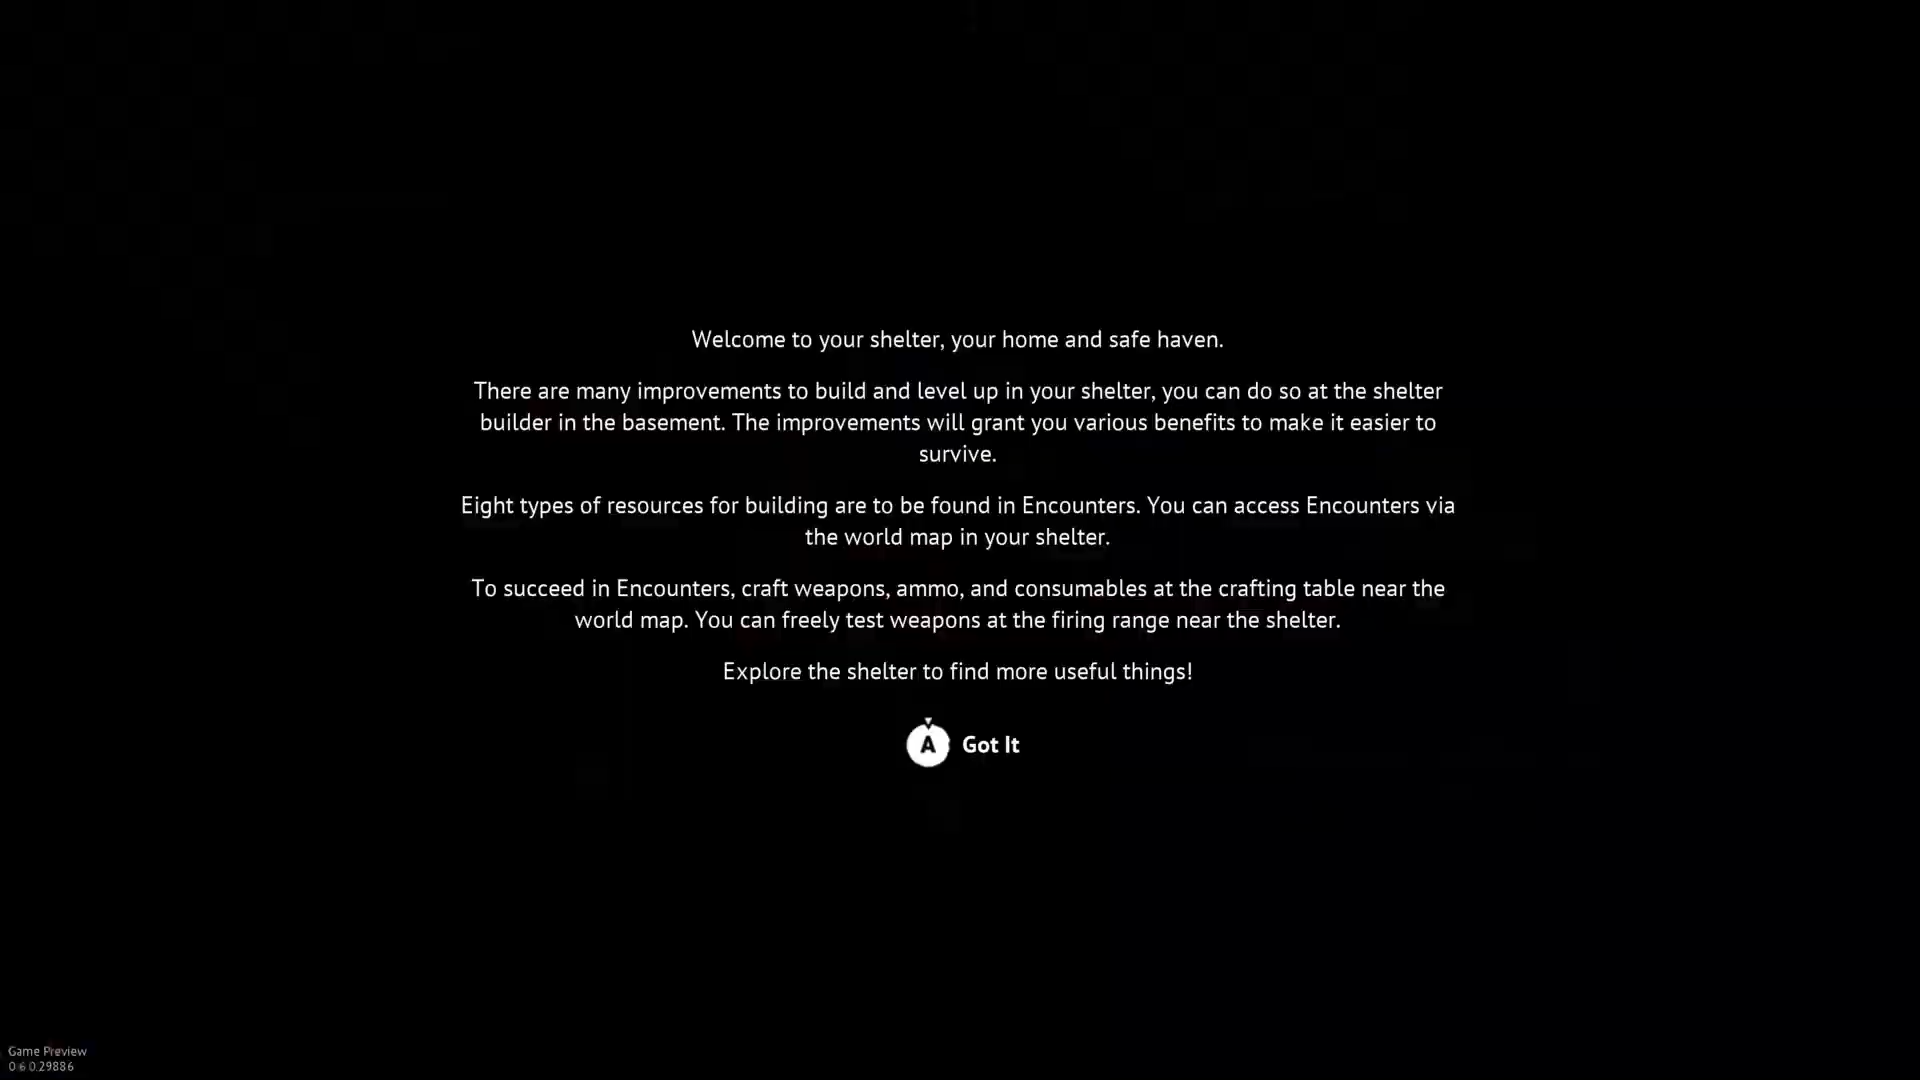 Welcome to your shelter, your home and safe haven.
There are many improvements to build and level up in your shelter, you can do so at the shelter
builder in the basement. The improvements will grant you various benefits to make it easier to
survive.
Eight types of resources for building are to be found in Encounters. You can access Encounters via
the world map in your shelter.
To succeed in Encounters, craft weapons, ammo, and consumables at the crafting table near the
world map. You can freely test weapons at the firing range near the shelter.
Explore the shelter to find more useful things!
A Got It
Game Preview
0.6.0.29886